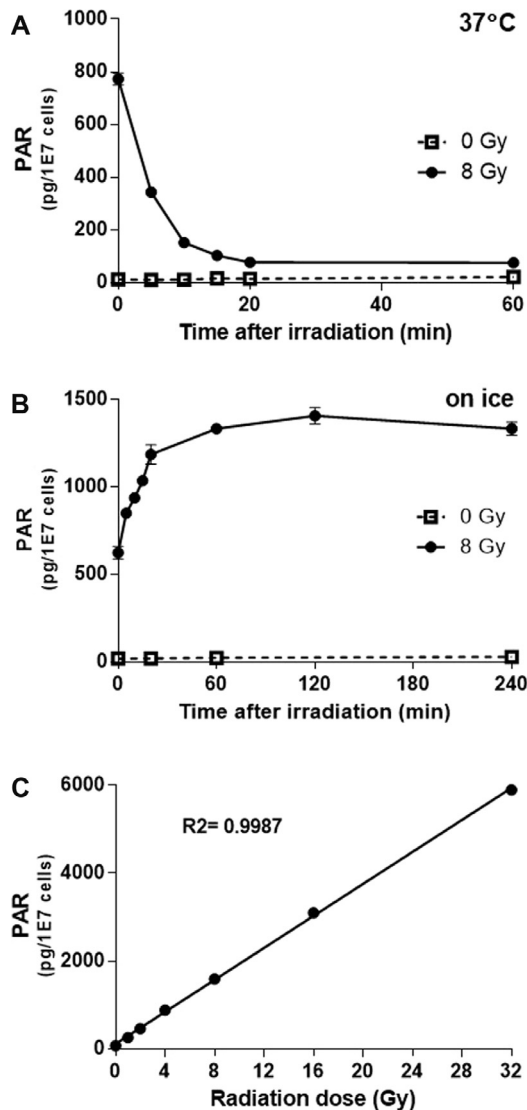 A
37°C
1000
800
600
400
200
0
PAR
(pg/1E7 cells)
0 Gy
8 Gy
0 20 40 60
Time after irradiation (min)
B
on ice
1500
1000
500
0
PAR
(pg/1E7 cells)
0 Gy
8 Gy
0 60 120 180 240
Time after irradiation (min)
C
R2= 0.9987
6000
4000
2000
0
PAR
(pg/1E7 cells)
0 4 8 12 16 20 24 28 32
Radiation dose (Gy)